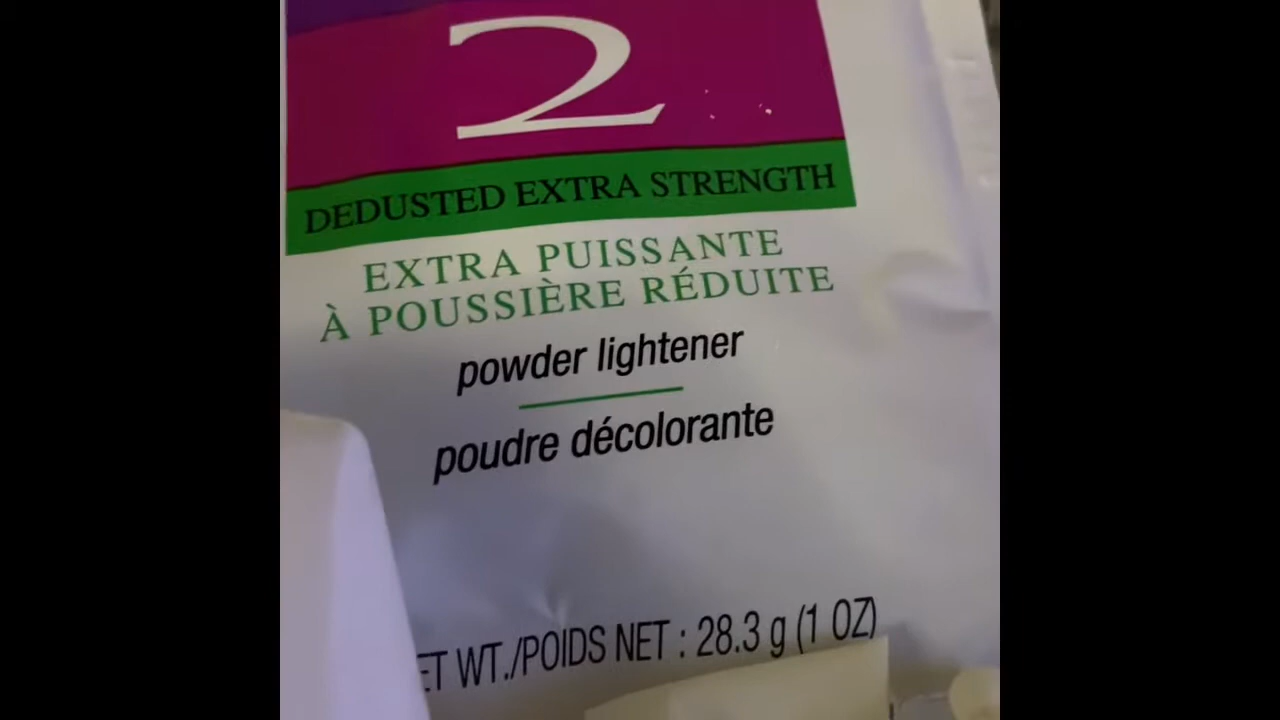 2
DEDUSTED EXTRA STRENGTH
EXTRA PUISSANTE
À POUSSIÈRE RÉDUITE
powder lightener
poudre décolorante
ET WT./POIDS NET : 28.3 g (1 OZ)